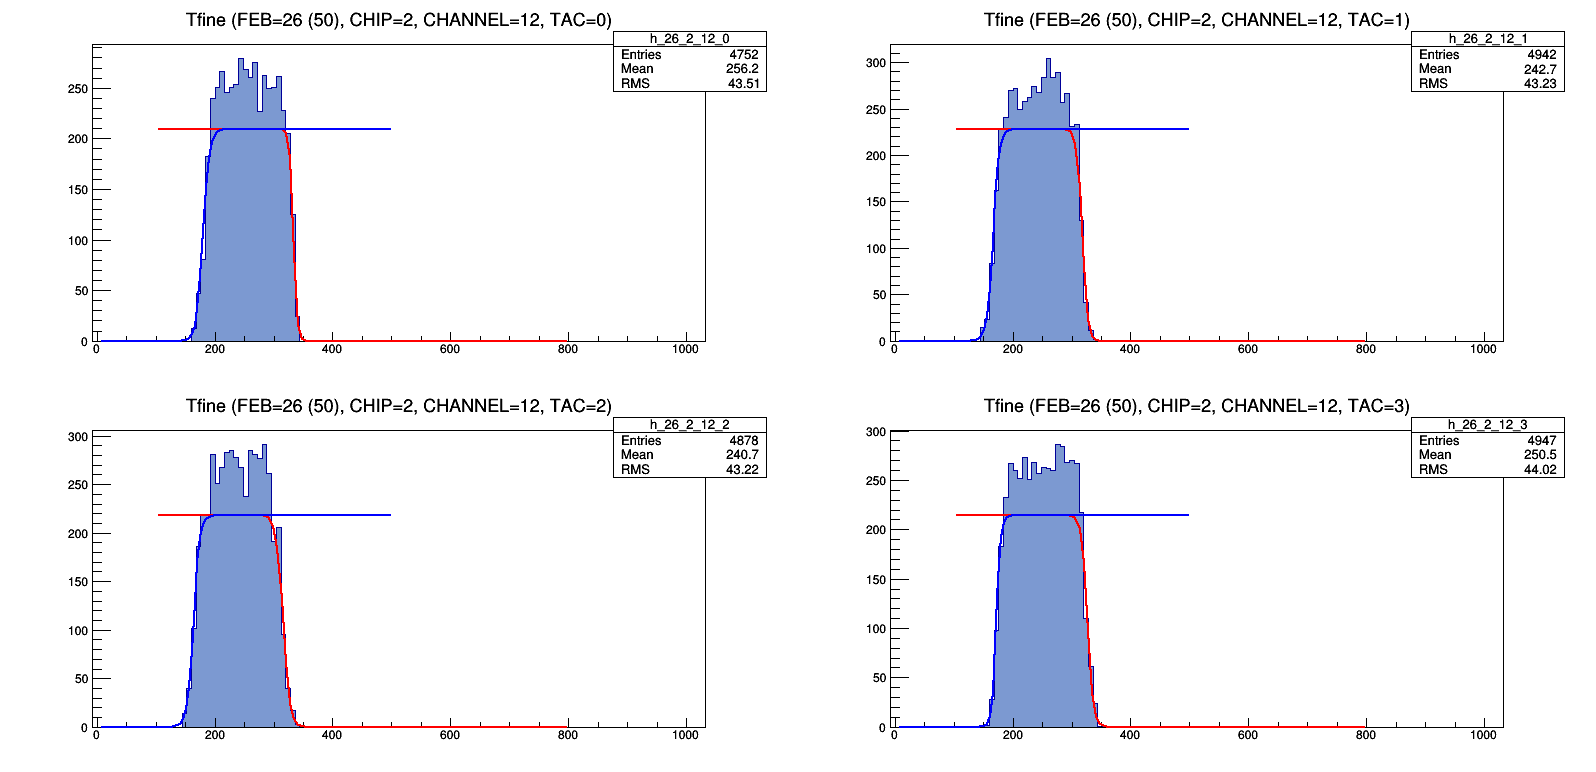 Tfine (FEB=26 (50), CHIP=2, CHANNEL=12, TAC=0)
h_26_2_12_0
Entries 4752
Mean 256.2
RMS 43.51
250
200
150
100
50
0
0 200 400 600 800 1000
Tfine (FEB=26 (50), CHIP=2, CHANNEL=12, TAC=1)
h_26_2_12_1
Entries 4942
Mean 242.7
RMS 43.23
300
250
200
150
100
50
0
0 200 400 600 800 1000
Tfine (FEB=26 (50), CHIP=2, CHANNEL=12, TAC=2)
h_26_2_12_2
Entries 4878
Mean 240.7
RMS 43.22
300
250
200
150
100
50
0
0 200 400 600 800 1000
Tfine (FEB=26 (50), CHIP=2, CHANNEL=12, TAC=3)
h_26_2_12_3
Entries 4947
Mean 250.5
RMS 44.02
300
250
200
150
100
50
0
0 200 400 600 800 1000